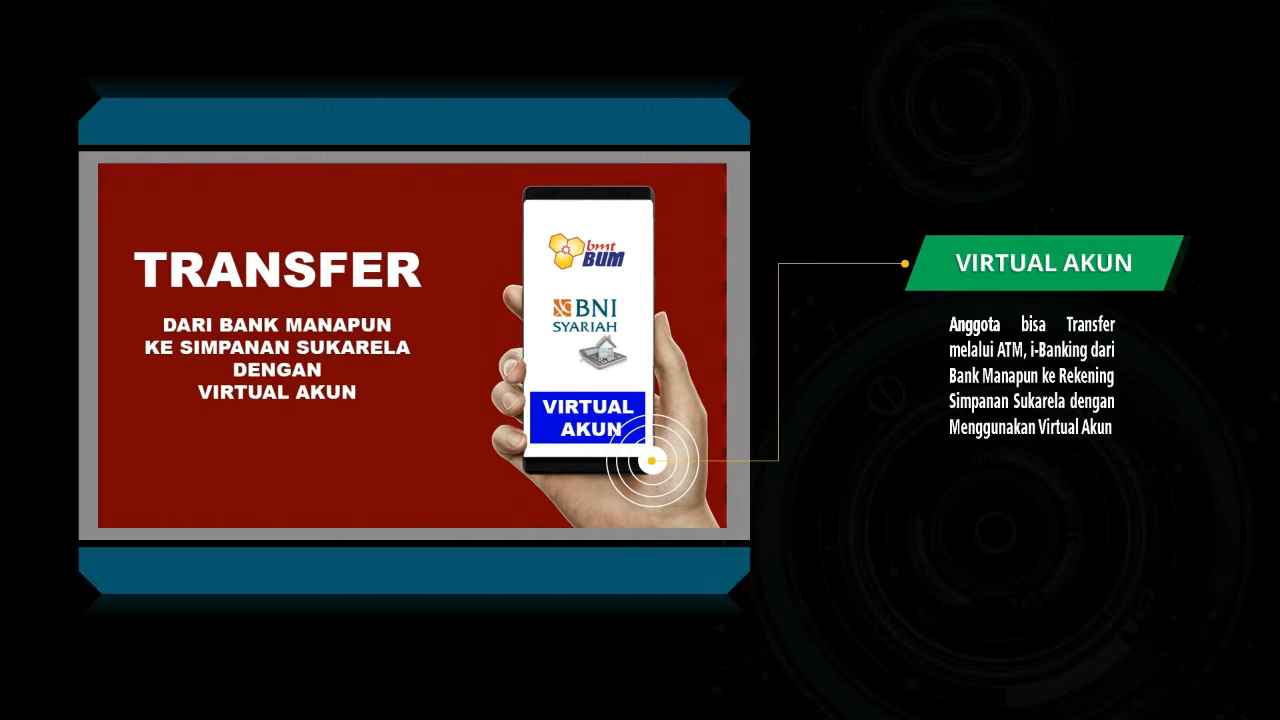 TRANSFER
DARI BANK MANAPUN
KE SIMPANAN SUKARELA
DENGAN
VIRTUAL AKUN
bmt
BUM
BNI
SYARIAH
VIRTUAL
AKUN
VIRTUAL AKUN
Anggota bisa Transfer
melalui ATM, i-Banking dari
Bank Manapun ke Rekening
Simpanan Sukarela dengan
Menggunakan Virtual Akun